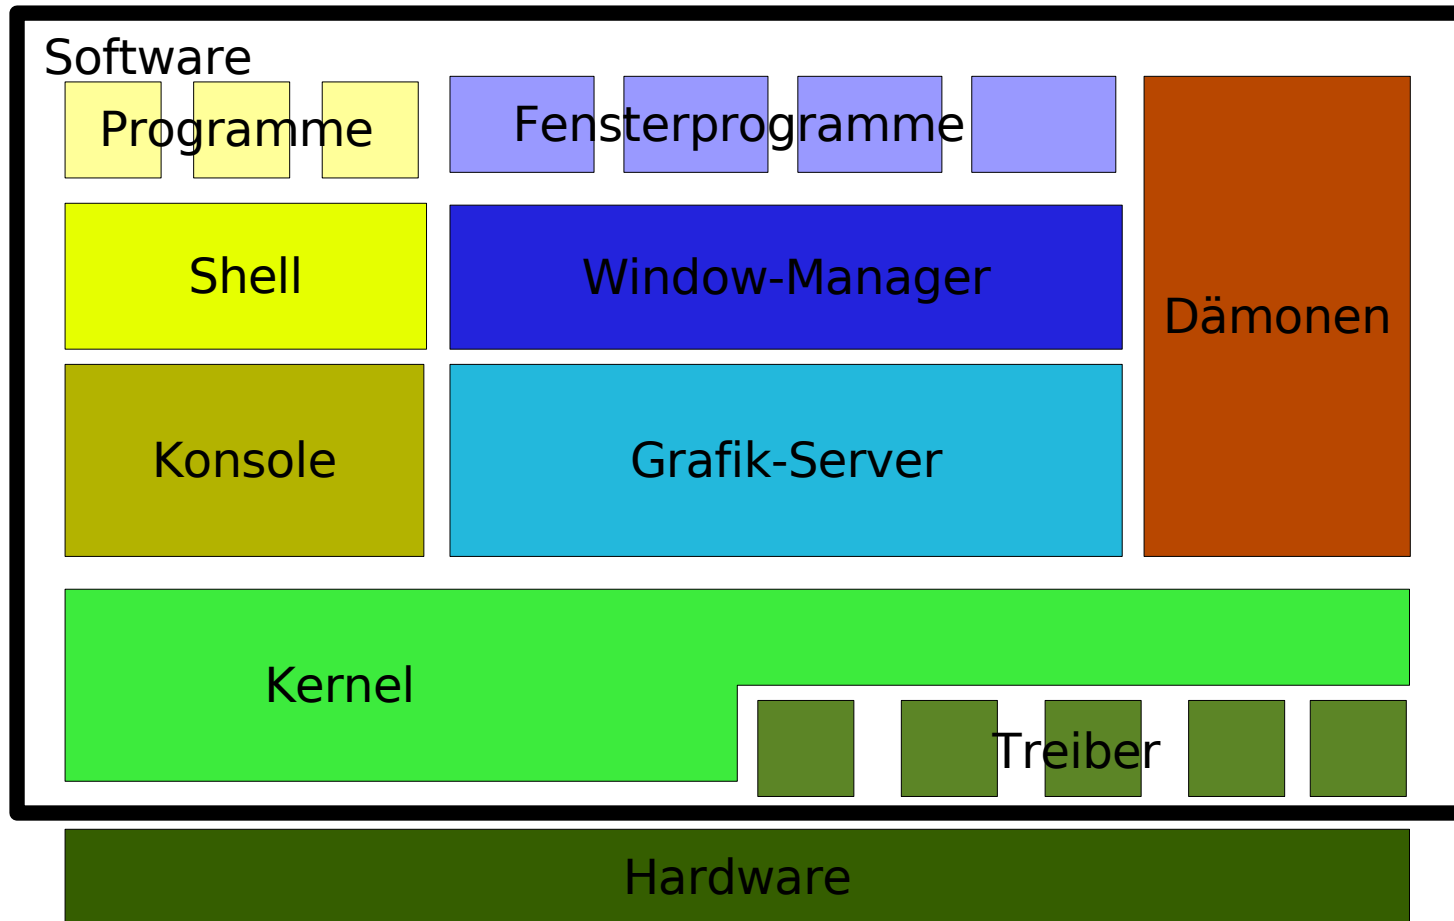 Software
Programme
Fensterprogramme
Shell
Window-Manager
Dämonen
Konsole
Grafik-Server
Kernel
Treiber
Hardware